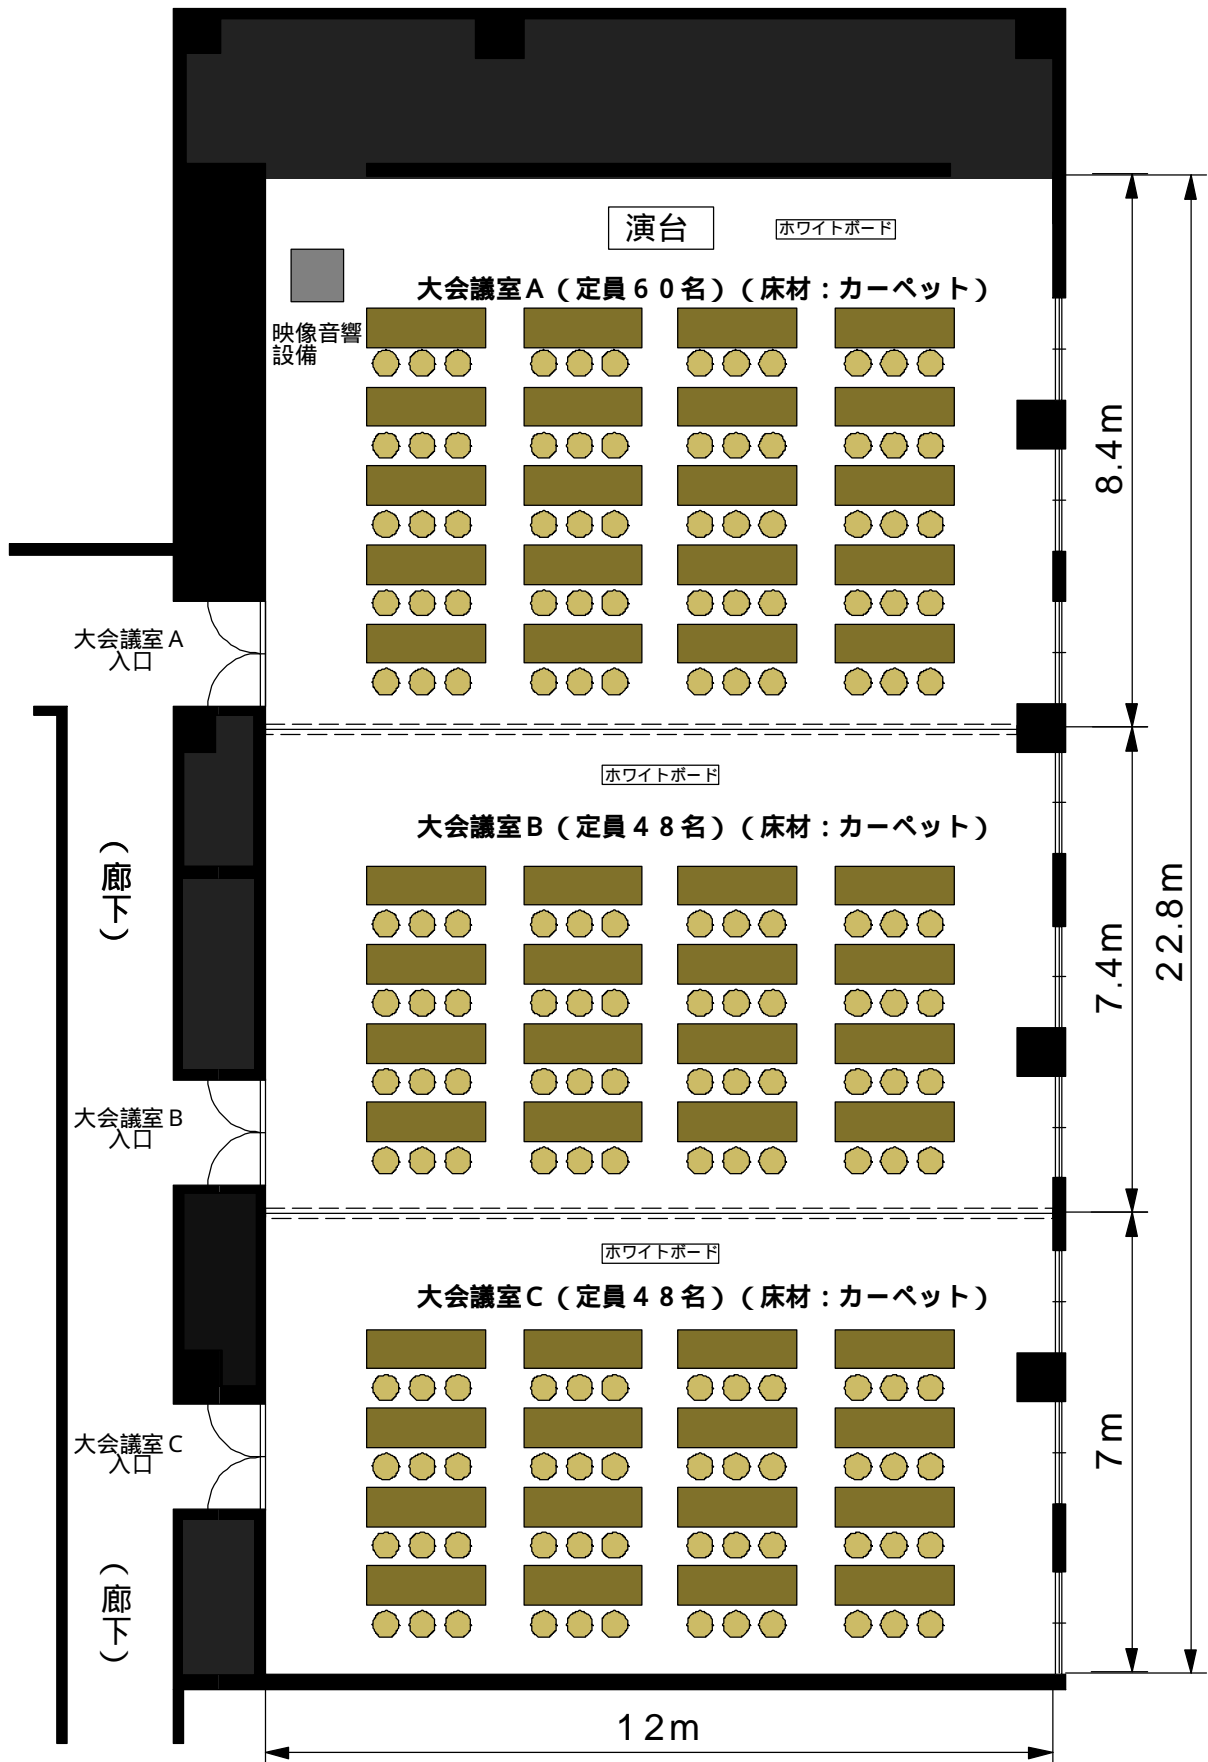 演台
ホワイトボード
大会議室A（定員６０名）（床材：カーペット）
映像音響
設備
8.4m
大会議室A
入口
ホワイトボード
大会議室B（定員４８名）（床材：カーペット）
（廊下）
7.4m
22.8m
大会議室B
入口
ホワイトボード
大会議室C（定員４８名）（床材：カーペット）
7m
大会議室C
入口
（廊下）
12m